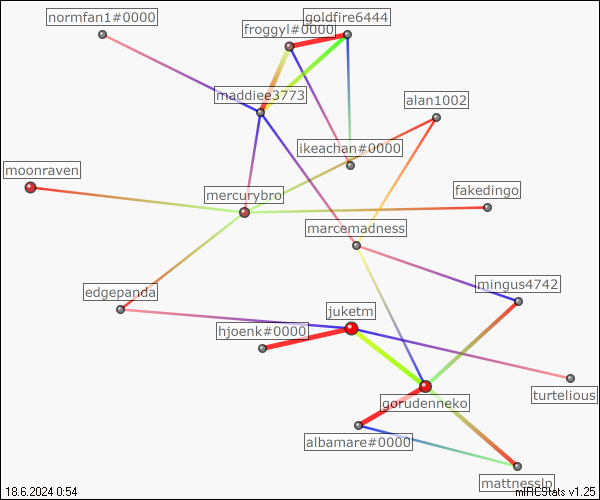 normfan1#0000
goldfire6444
froggyl#0000
maddiee3773
alan1002
ikeachan#0000
moonraven
mercurybro
fakedingo
marcemadness
mingus4742
edgepanda
juketm
hjoenk#0000
turtelious
gorudenneko
albamare#0000
mattnesslp
18.6.2024 0:54
mIRCStats v1.25